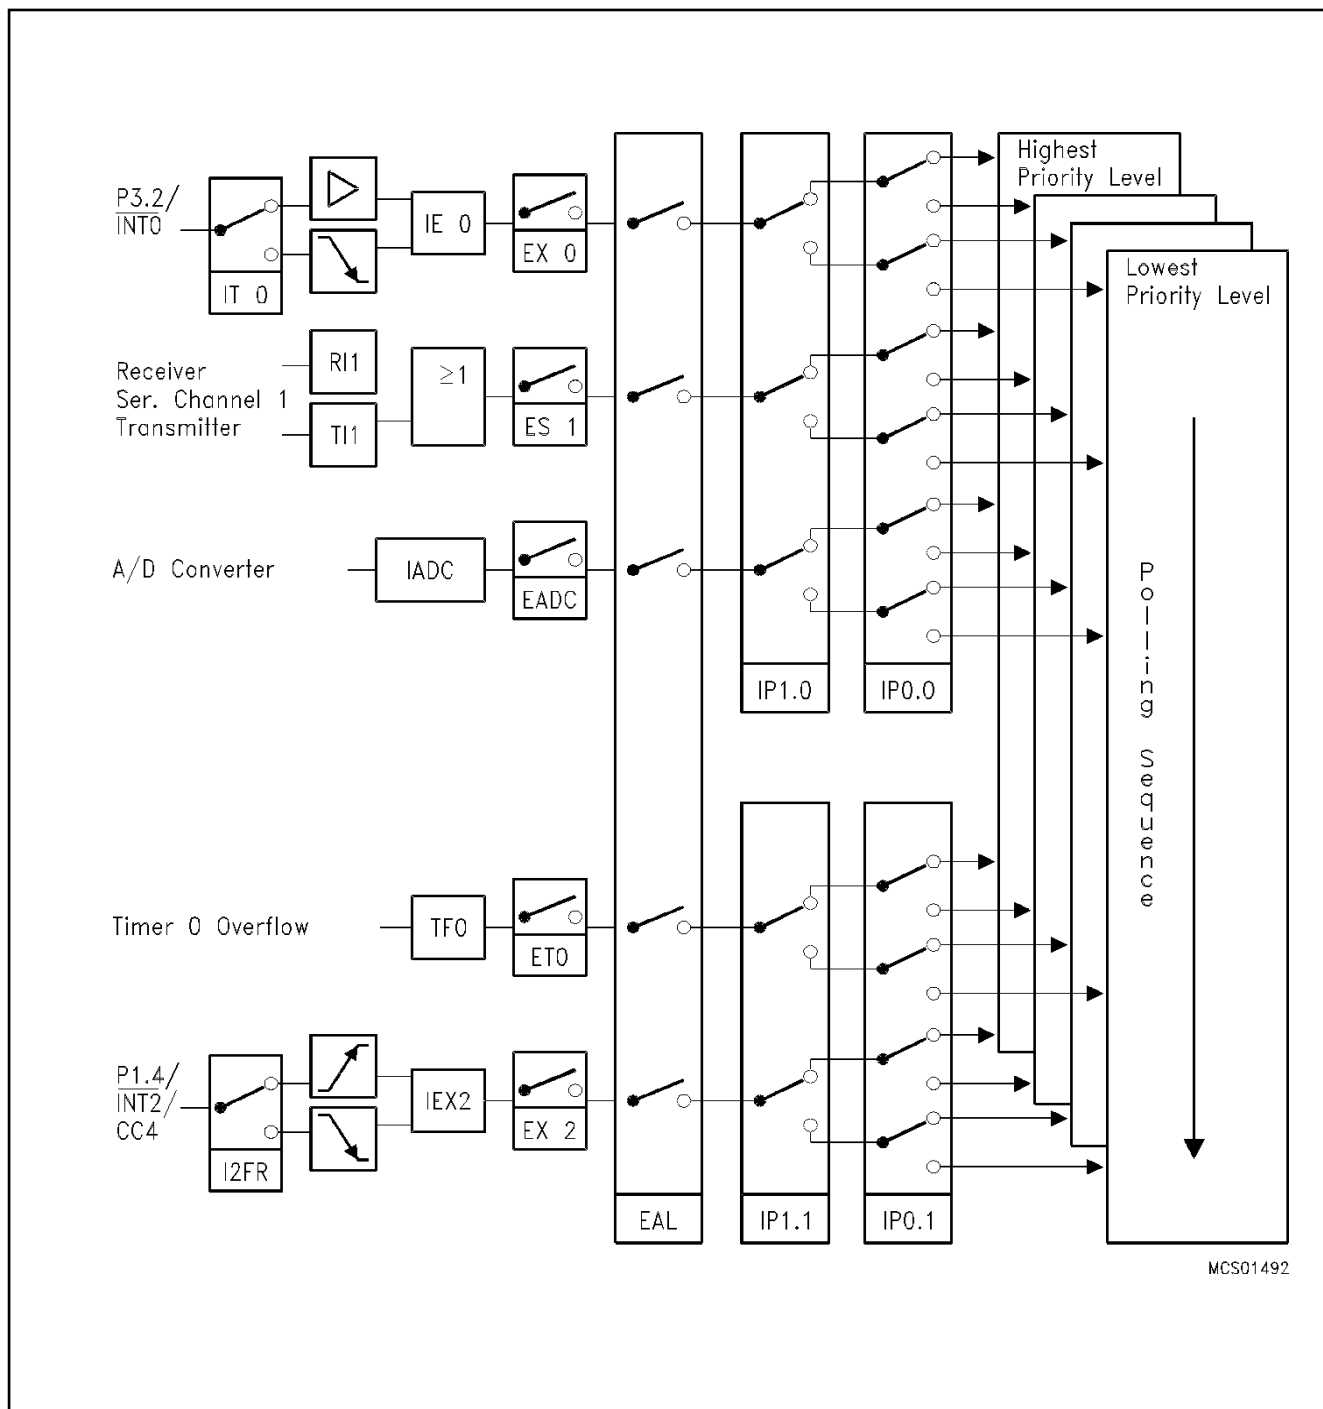 Highest
Priority Level
P3.2/
INT0
IE 0
EX 0
IT 0
Lowest
Priority Level
Receiver
Ser. Channel 1
Transmitter
RI1
TI1
≥1
ES 1
A/D Converter
IADC
EADC
IP1.0
IP0.0
Polling Sequence
Timer 0 Overflow
TF0
ET0
P1.4/
INT2/
CC4
IEX2
EX 2
I2FR
EAL
IP1.1
IP0.1
MCS01492